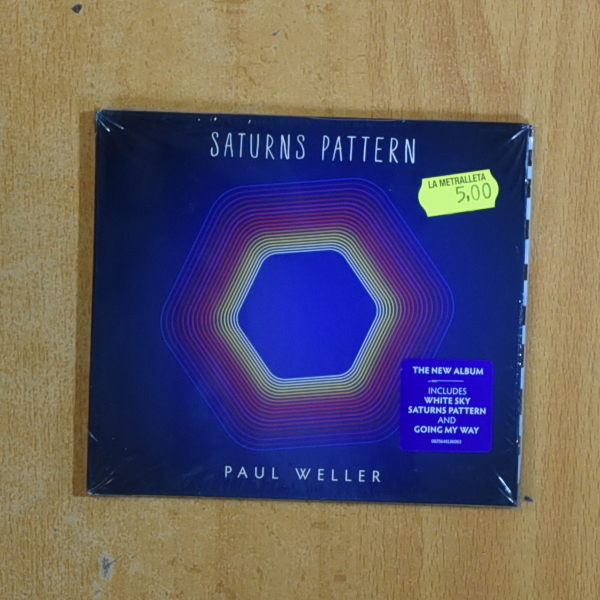 SATURNS PATTERN
LA METRALLETA
5,00
THE NEW ALBUM
INCLUDES
WHITE SKY
SATURNS PATTERN
AND
GOING MY WAY
PAUL WELLER